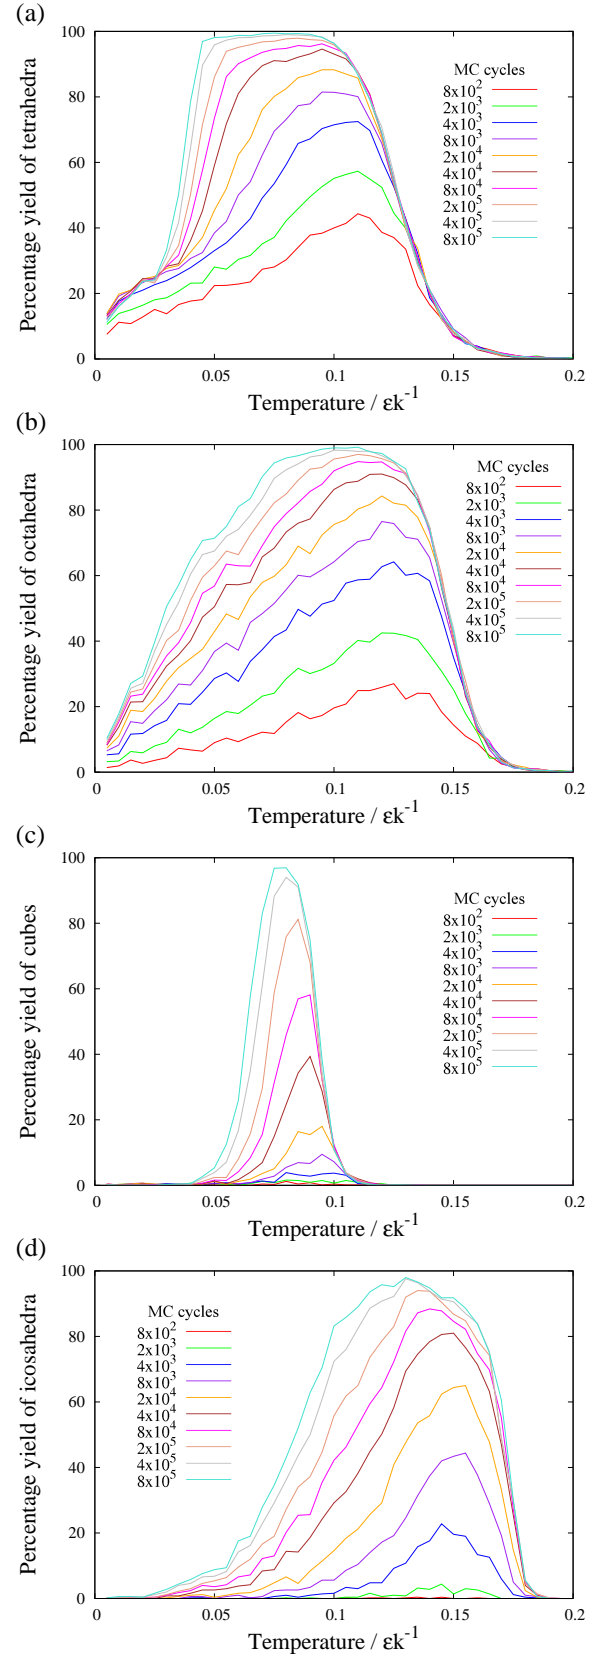 (a)
100
80
60
40
20
0
Percentage yield of tetrahedra
MC cycles
8x10²
2x10³
4x10³
8x10³
2x10⁴
4x10⁴
8x10⁴
2x10⁵
4x10⁵
8x10⁵
0 0.05 0.1 0.15 0.2
Temperature / εk⁻¹
(b)
100
80
60
40
20
0
Percentage yield of octahedra
MC cycles
8x10²
2x10³
4x10³
8x10³
2x10⁴
4x10⁴
8x10⁴
2x10⁵
4x10⁵
8x10⁵
0 0.05 0.1 0.15 0.2
Temperature / εk⁻¹
(c)
100
80
60
40
20
0
Percentage yield of cubes
MC cycles
8x10²
2x10³
4x10³
8x10³
2x10⁴
4x10⁴
8x10⁴
2x10⁵
4x10⁵
8x10⁵
0 0.05 0.1 0.15 0.2
Temperature / εk⁻¹
(d)
100
80
60
40
20
0
Percentage yield of icosahedra
MC cycles
8x10²
2x10³
4x10³
8x10³
2x10⁴
4x10⁴
8x10⁴
2x10⁵
4x10⁵
8x10⁵
0 0.05 0.1 0.15 0.2
Temperature / εk⁻¹